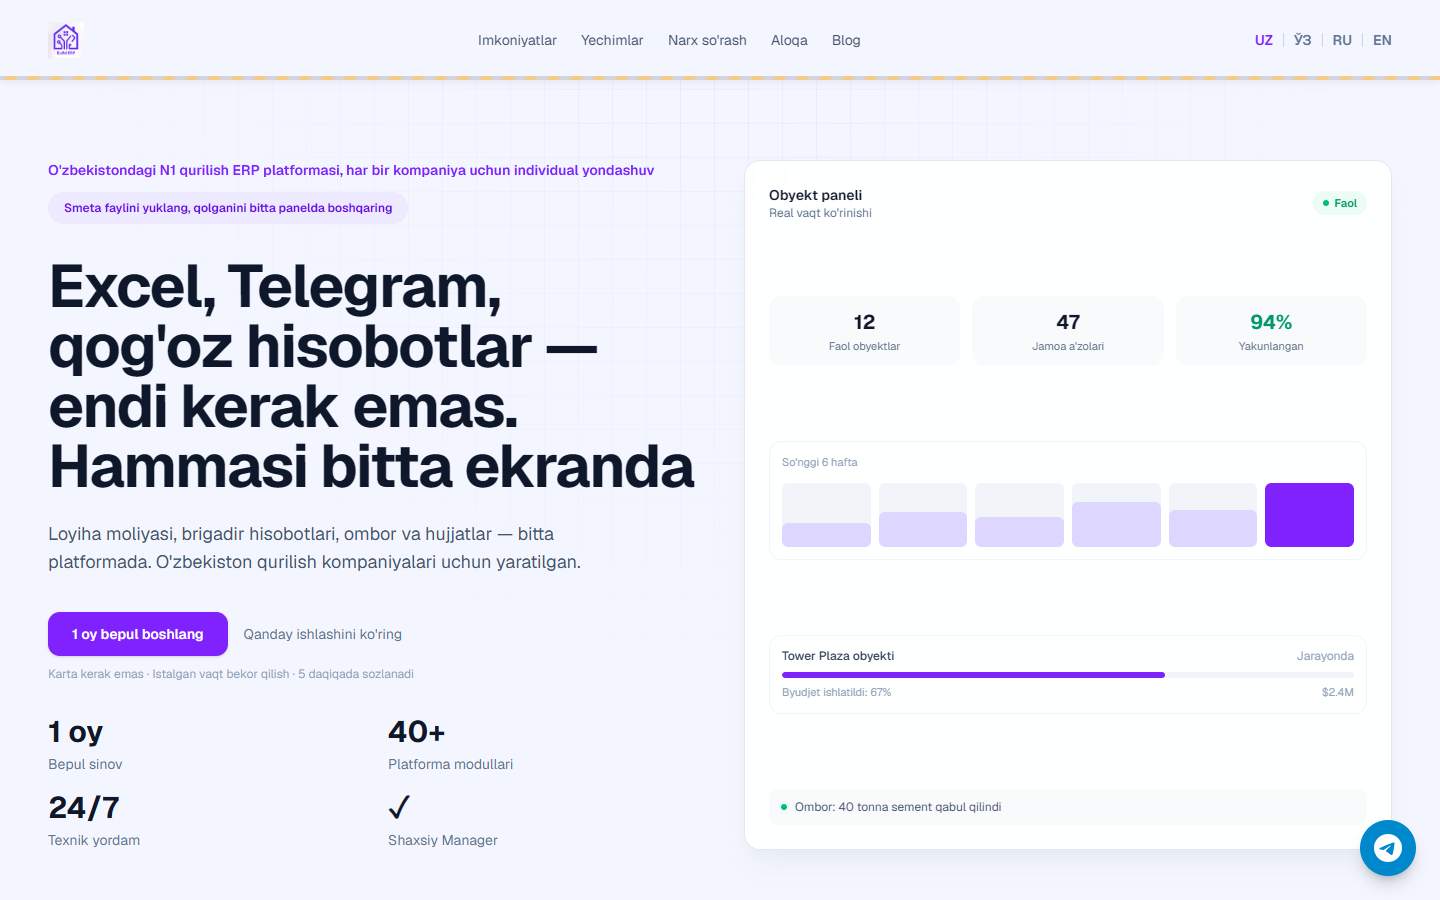 Imkoniyatlar
Yechimlar
Narx so'rash
Aloqa
Blog
UZ
ЎЗ
RU
EN
O'zbekistondagi N1 qurilish ERP platformasi, har bir kompaniya uchun individual yondashuv
Smeta faylini yuklang, qolganini bitta panelda boshqaring
Excel, Telegram,
qog'oz hisobotlar —
endi kerak emas.
Hammasi bitta ekranda
Loyiha moliyasi, brigadir hisobotlari, ombor va hujjatlar — bitta
platformada. O'zbekiston qurilish kompaniyalari uchun yaratilgan.
1 oy bepul boshlang
Qanday ishlashini ko'ring
Karta kerak emas · Istalgan vaqt bekor qilish · 5 daqiqada sozlanadi
1 oy
Bepul sinov
40+
Platforma modullari
24/7
Texnik yordam
✓
Shaxsiy Manager
Obyekt paneli
Real vaqt ko'rinishi
Faol
12
Faol obyektlar
47
Jamoa a'zolari
94%
Yakunlangan
So'nggi 6 hafta
Tower Plaza obyekti
Jarayonda
Byudjet ishlatildi: 67%
$2.4M
Ombor: 40 tonna sement qabul qilindi